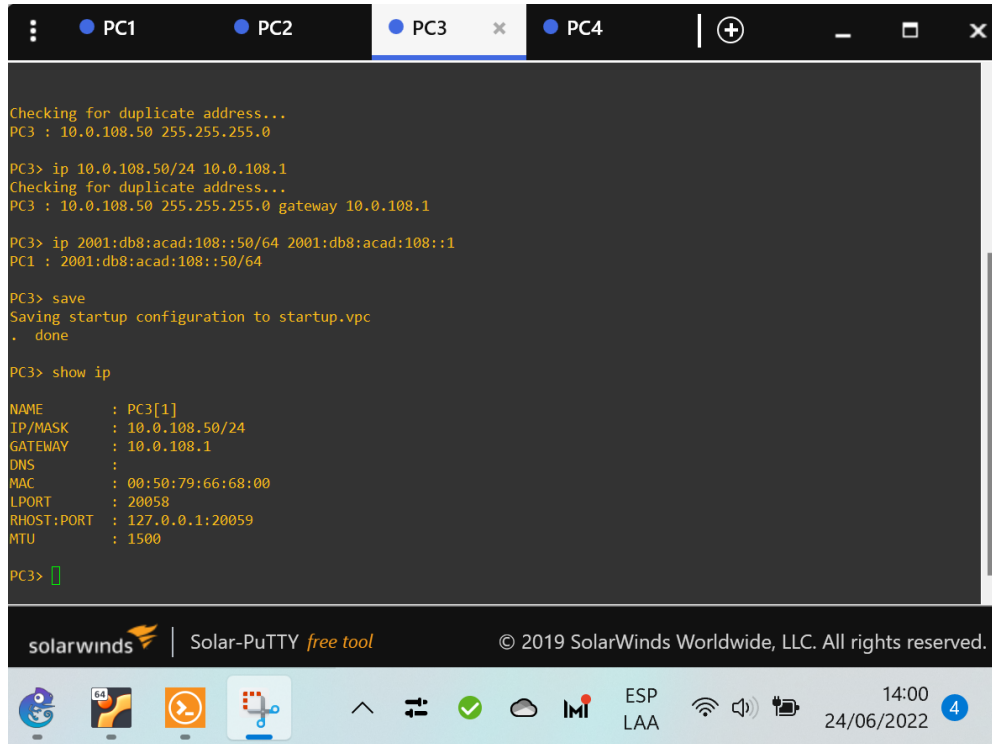 PC1 PC2 PC3 PC4
Checking for duplicate address...
PC3 : 10.0.108.50 255.255.255.0
PC3> ip 10.0.108.50/24 10.0.108.1
Checking for duplicate address...
PC3 : 10.0.108.50 255.255.255.0 gateway 10.0.108.1
PC3> ip 2001:db8:acad:108::50/64 2001:db8:acad:108::1
PC1 : 2001:db8:acad:108::50/64
PC3> save
Saving startup configuration to startup.vpc
.  done
PC3> show ip
NAME        : PC3[1]
IP/MASK     : 10.0.108.50/24
GATEWAY     : 10.0.108.1
DNS         :
MAC         : 00:50:79:66:68:00
LPORT       : 20058
RHOST:PORT  : 127.0.0.1:20059
MTU         : 1500
PC3>
solarwinds | Solar-PuTTY free tool © 2019 SolarWinds Worldwide, LLC. All rights reserved.
64
ESP
LAA
14:00
24/06/2022
4